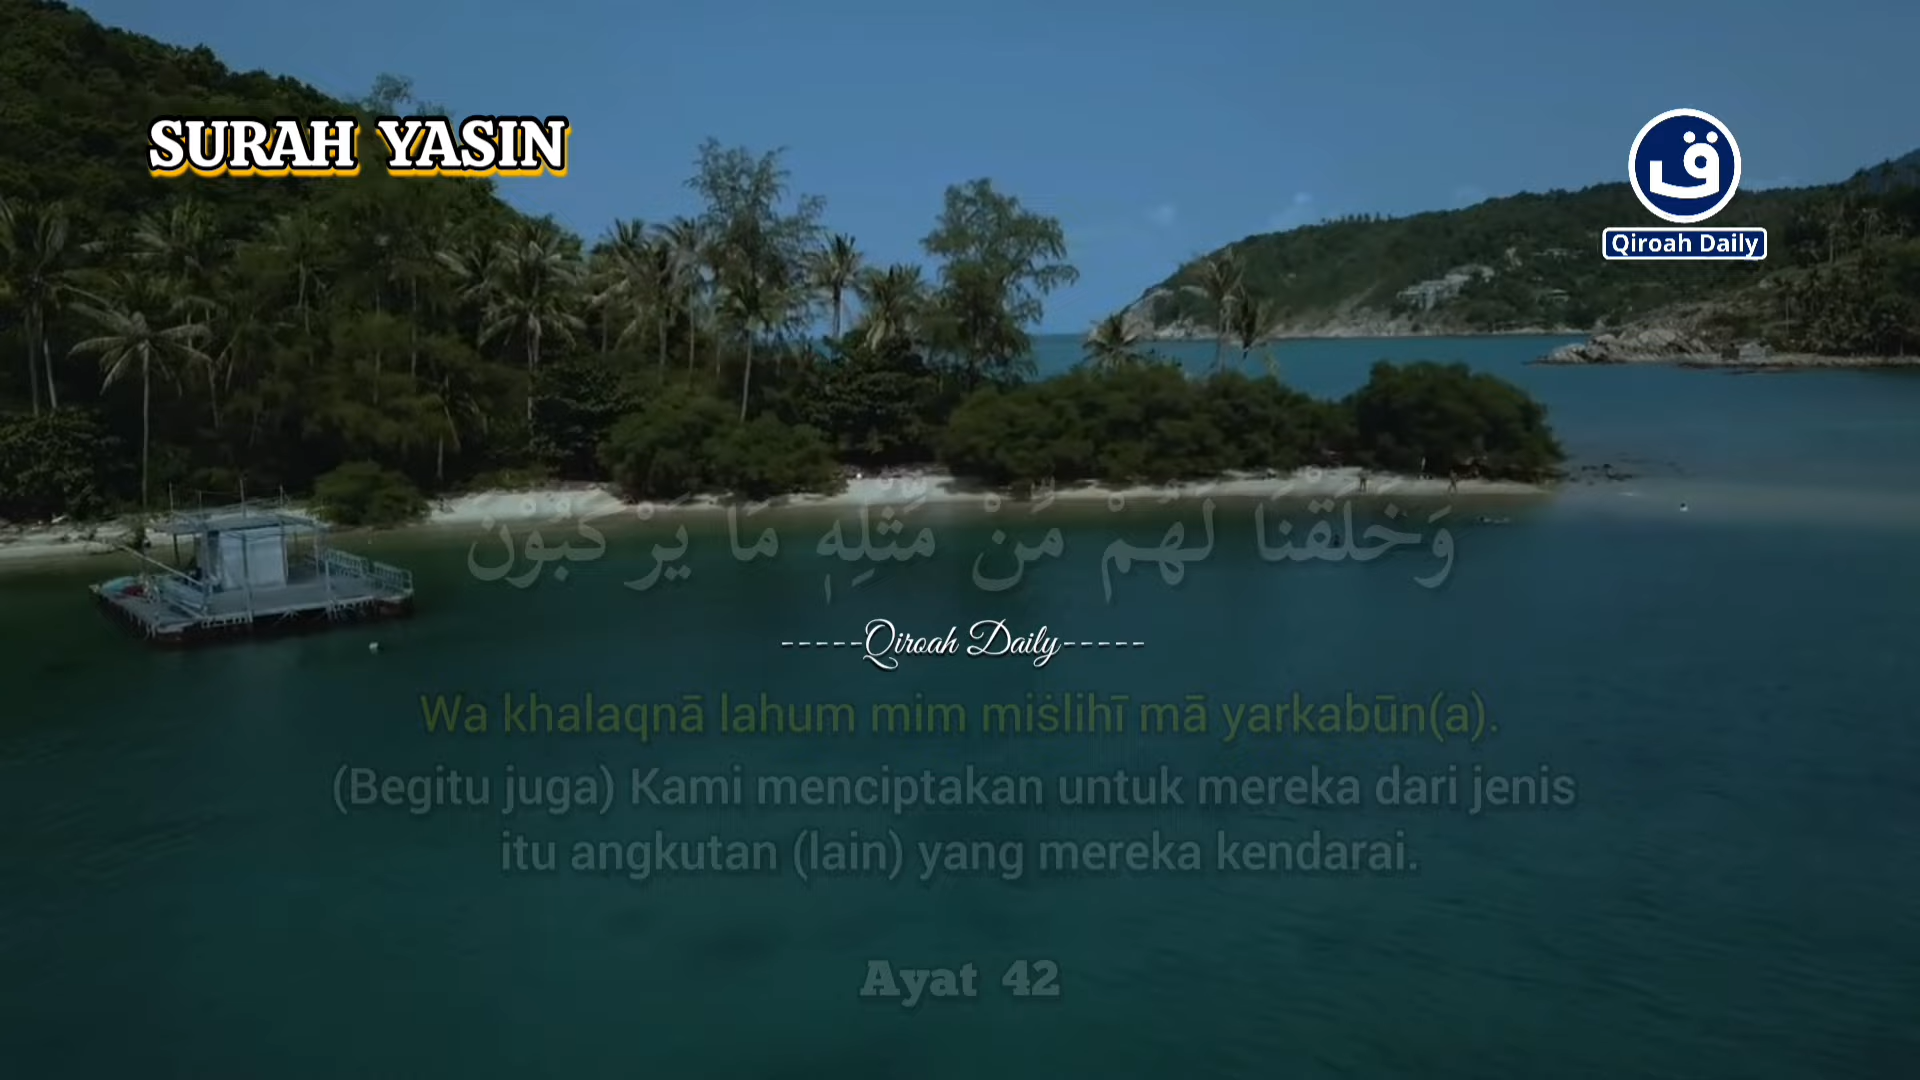 SURAH YASIN
ق
Qiroah Daily
وَخَلَقْنَا لَهُمْ مِّنْ مِّثْلِهٖ مَا يَرْكَبُوْنَ
-----Qiroah Daily-----
Wa khalaqnā lahum mim miṡlihī mā yarkabūn(a).
(Begitu juga) Kami menciptakan untuk mereka dari jenis
itu angkutan (lain) yang mereka kendarai.
Ayat 42